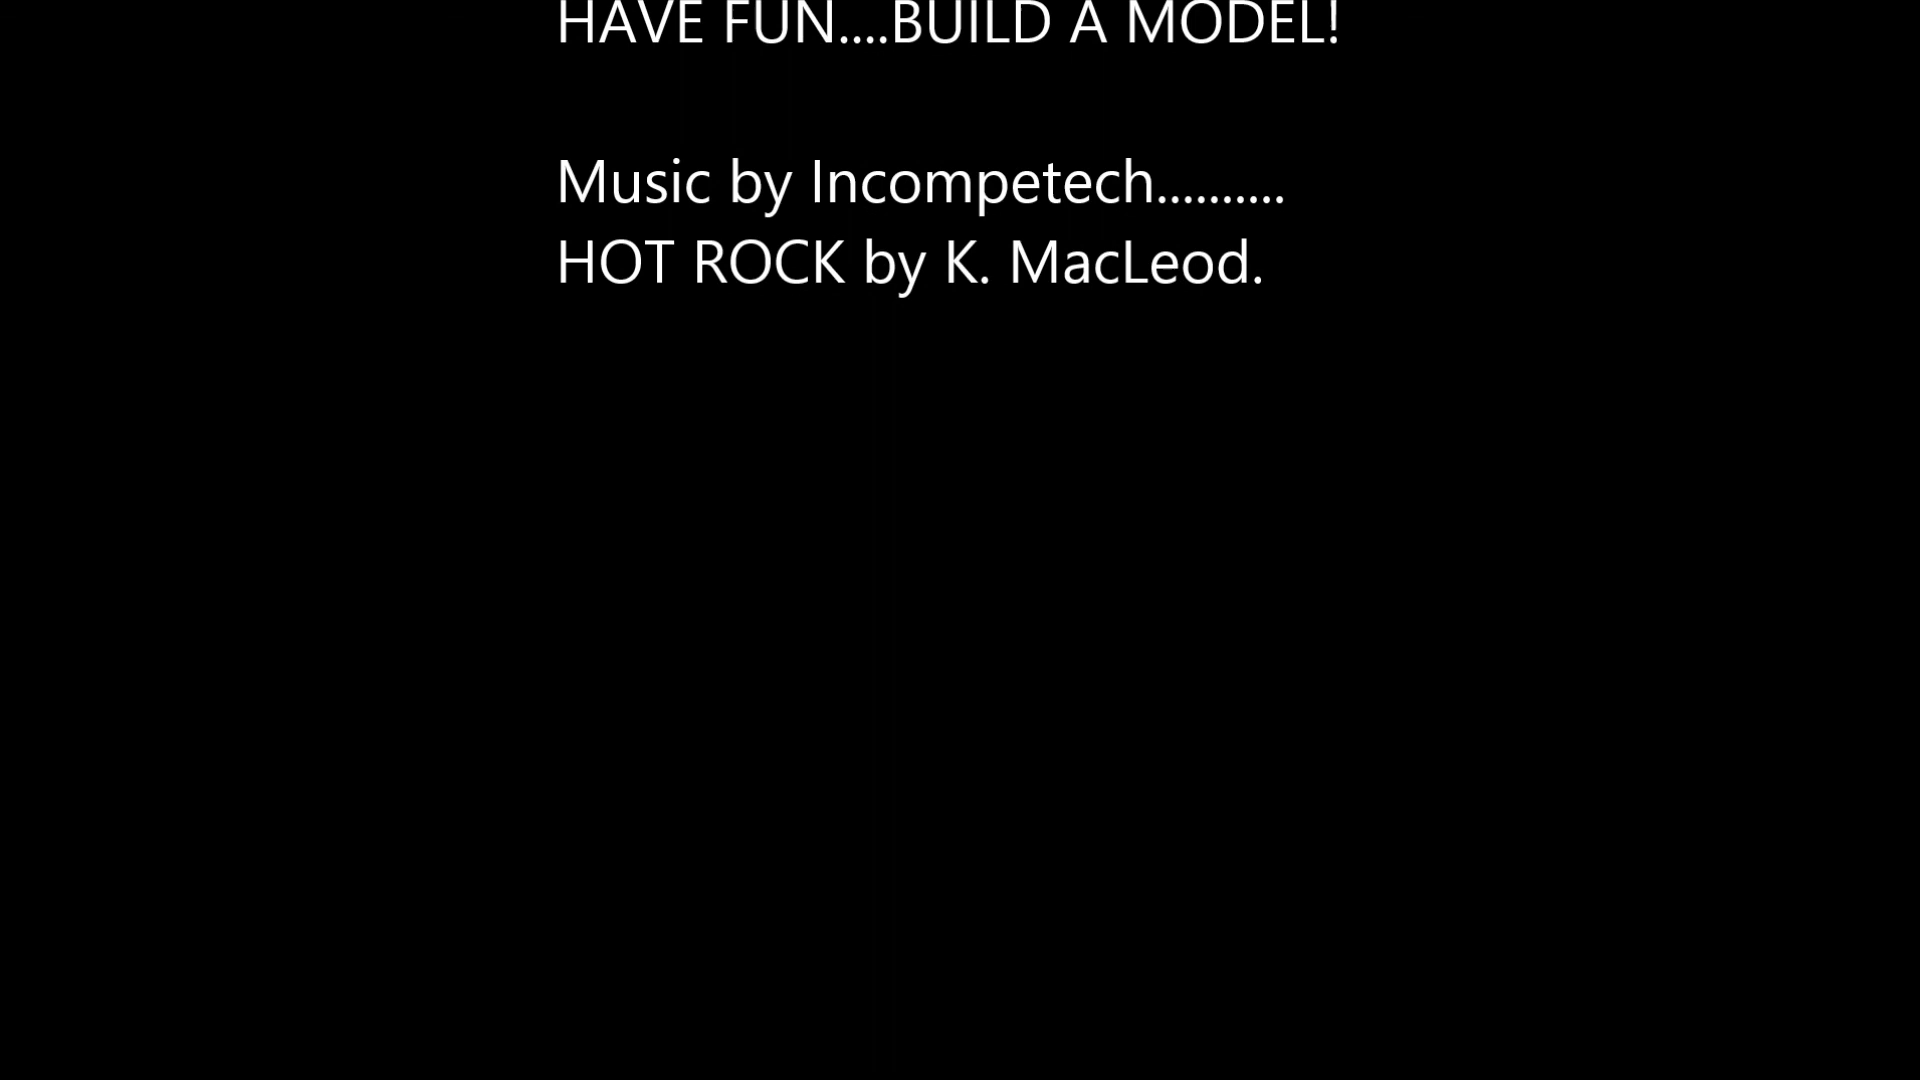 HAVE FUN....BUILD A MODEL!
Music by Incompetech..........
HOT ROCK by K. MacLeod.